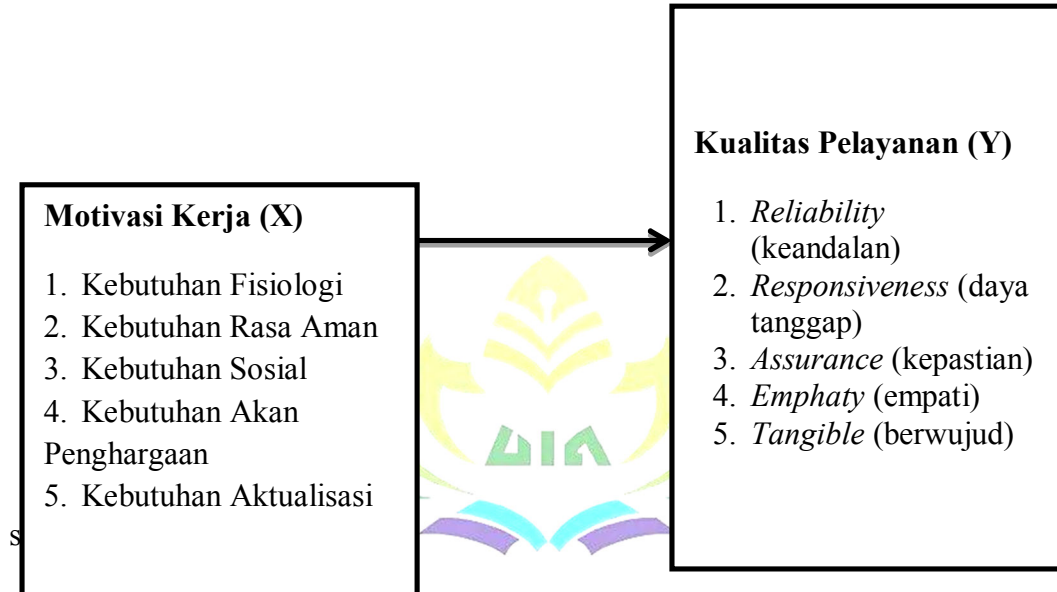 Motivasi Kerja (X)
1. Kebutuhan Fisiologi
2. Kebutuhan Rasa Aman
3. Kebutuhan Sosial
4. Kebutuhan Akan
Penghargaan
5. Kebutuhan Aktualisasi
s
Kualitas Pelayanan (Y)
1. Reliability
(keandalan)
2. Responsiveness (daya
tanggap)
3. Assurance (kepastian)
4. Emphaty (empati)
5. Tangible (berwujud)
UIN